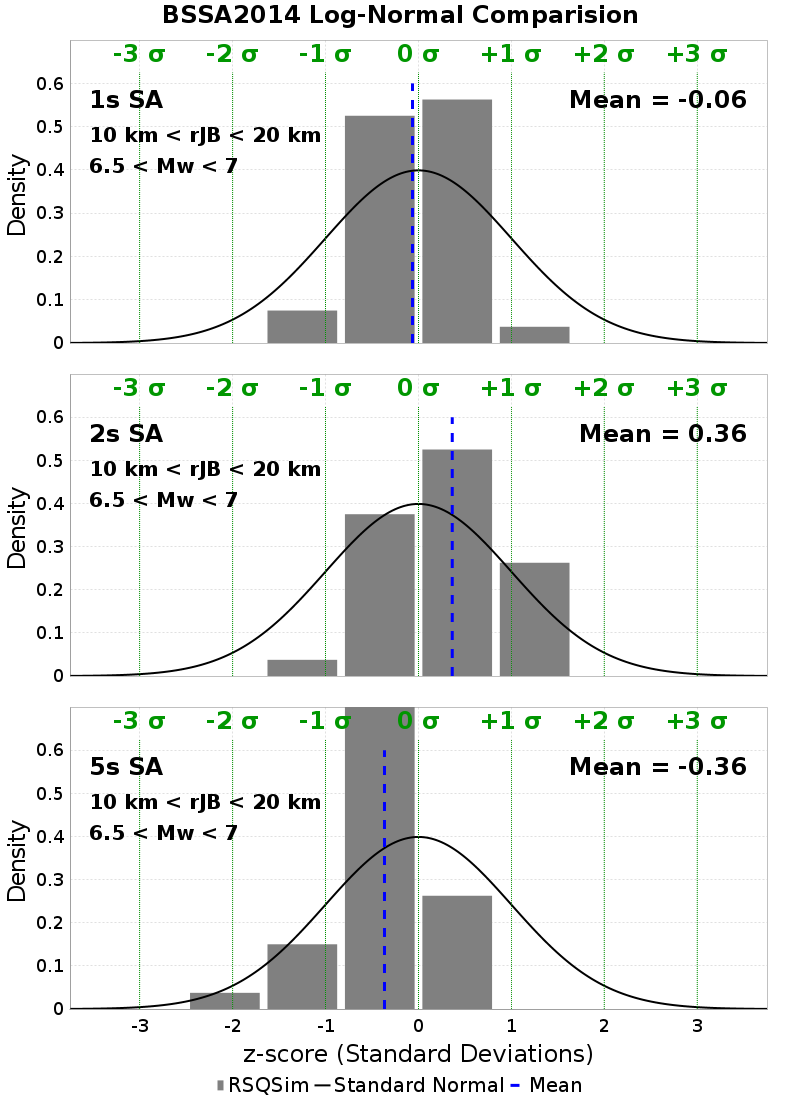 BSSA2014 Log-Normal Comparision
-3 σ -2 σ -1 σ 0 σ +1 σ +2 σ +3 σ
1s SA Mean = -0.06
10 km < rJB < 20 km
6.5 < Mw < 7
Density
0.6
0.5
0.4
0.3
0.2
0.1
0
-3 σ -2 σ -1 σ 0 σ +1 σ +2 σ +3 σ
2s SA Mean = 0.36
10 km < rJB < 20 km
6.5 < Mw < 7
Density
0.6
0.5
0.4
0.3
0.2
0.1
0
-3 σ -2 σ -1 σ 0 σ +1 σ +2 σ +3 σ
5s SA Mean = -0.36
10 km < rJB < 20 km
6.5 < Mw < 7
Density
0.6
0.5
0.4
0.3
0.2
0.1
0
-3 -2 -1 0 1 2 3
z-score (Standard Deviations)
RSQSim Standard Normal Mean